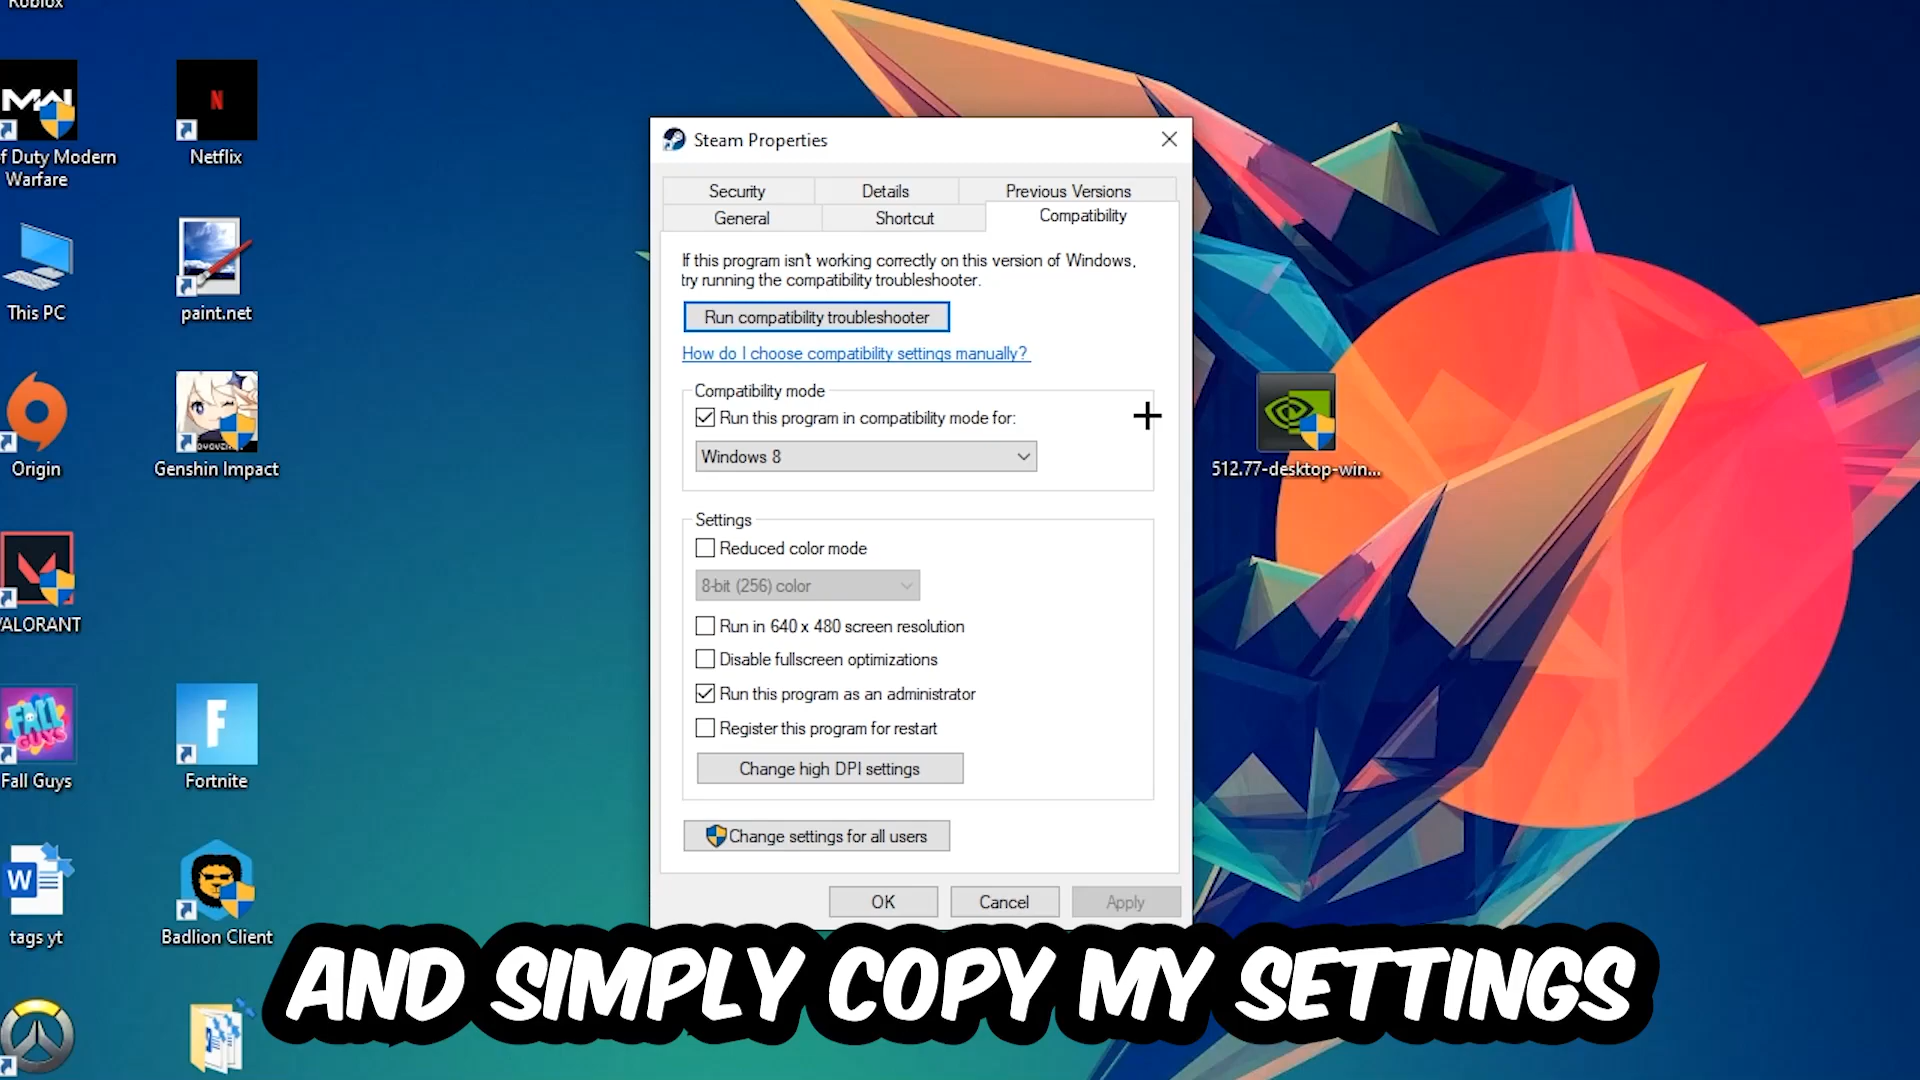 Roblox
f Duty Modern
Warfare
Netflix
This PC
paint.net
Origin
Genshin Impact
VALORANT
FALL
GUYS
Fall Guys
F
Fortnite
W
tags yt
Badlion Client
MW
N
Steam Properties
Security
Details
Previous Versions
General
Shortcut
Compatibility
If this program isn't working correctly on this version of Windows,
try running the compatibility troubleshooter.
Run compatibility troubleshooter
How do I choose compatibility settings manually?
Compatibility mode
Run this program in compatibility mode for:
Windows 8
Settings
Reduced color mode
8-bit (256) color
Run in 640 x 480 screen resolution
Disable fullscreen optimizations
Run this program as an administrator
Register this program for restart
Change high DPI settings
Change settings for all users
OK
Cancel
Apply
512.77-desktop-win...
AND SIMPLY COPY MY SETTINGS